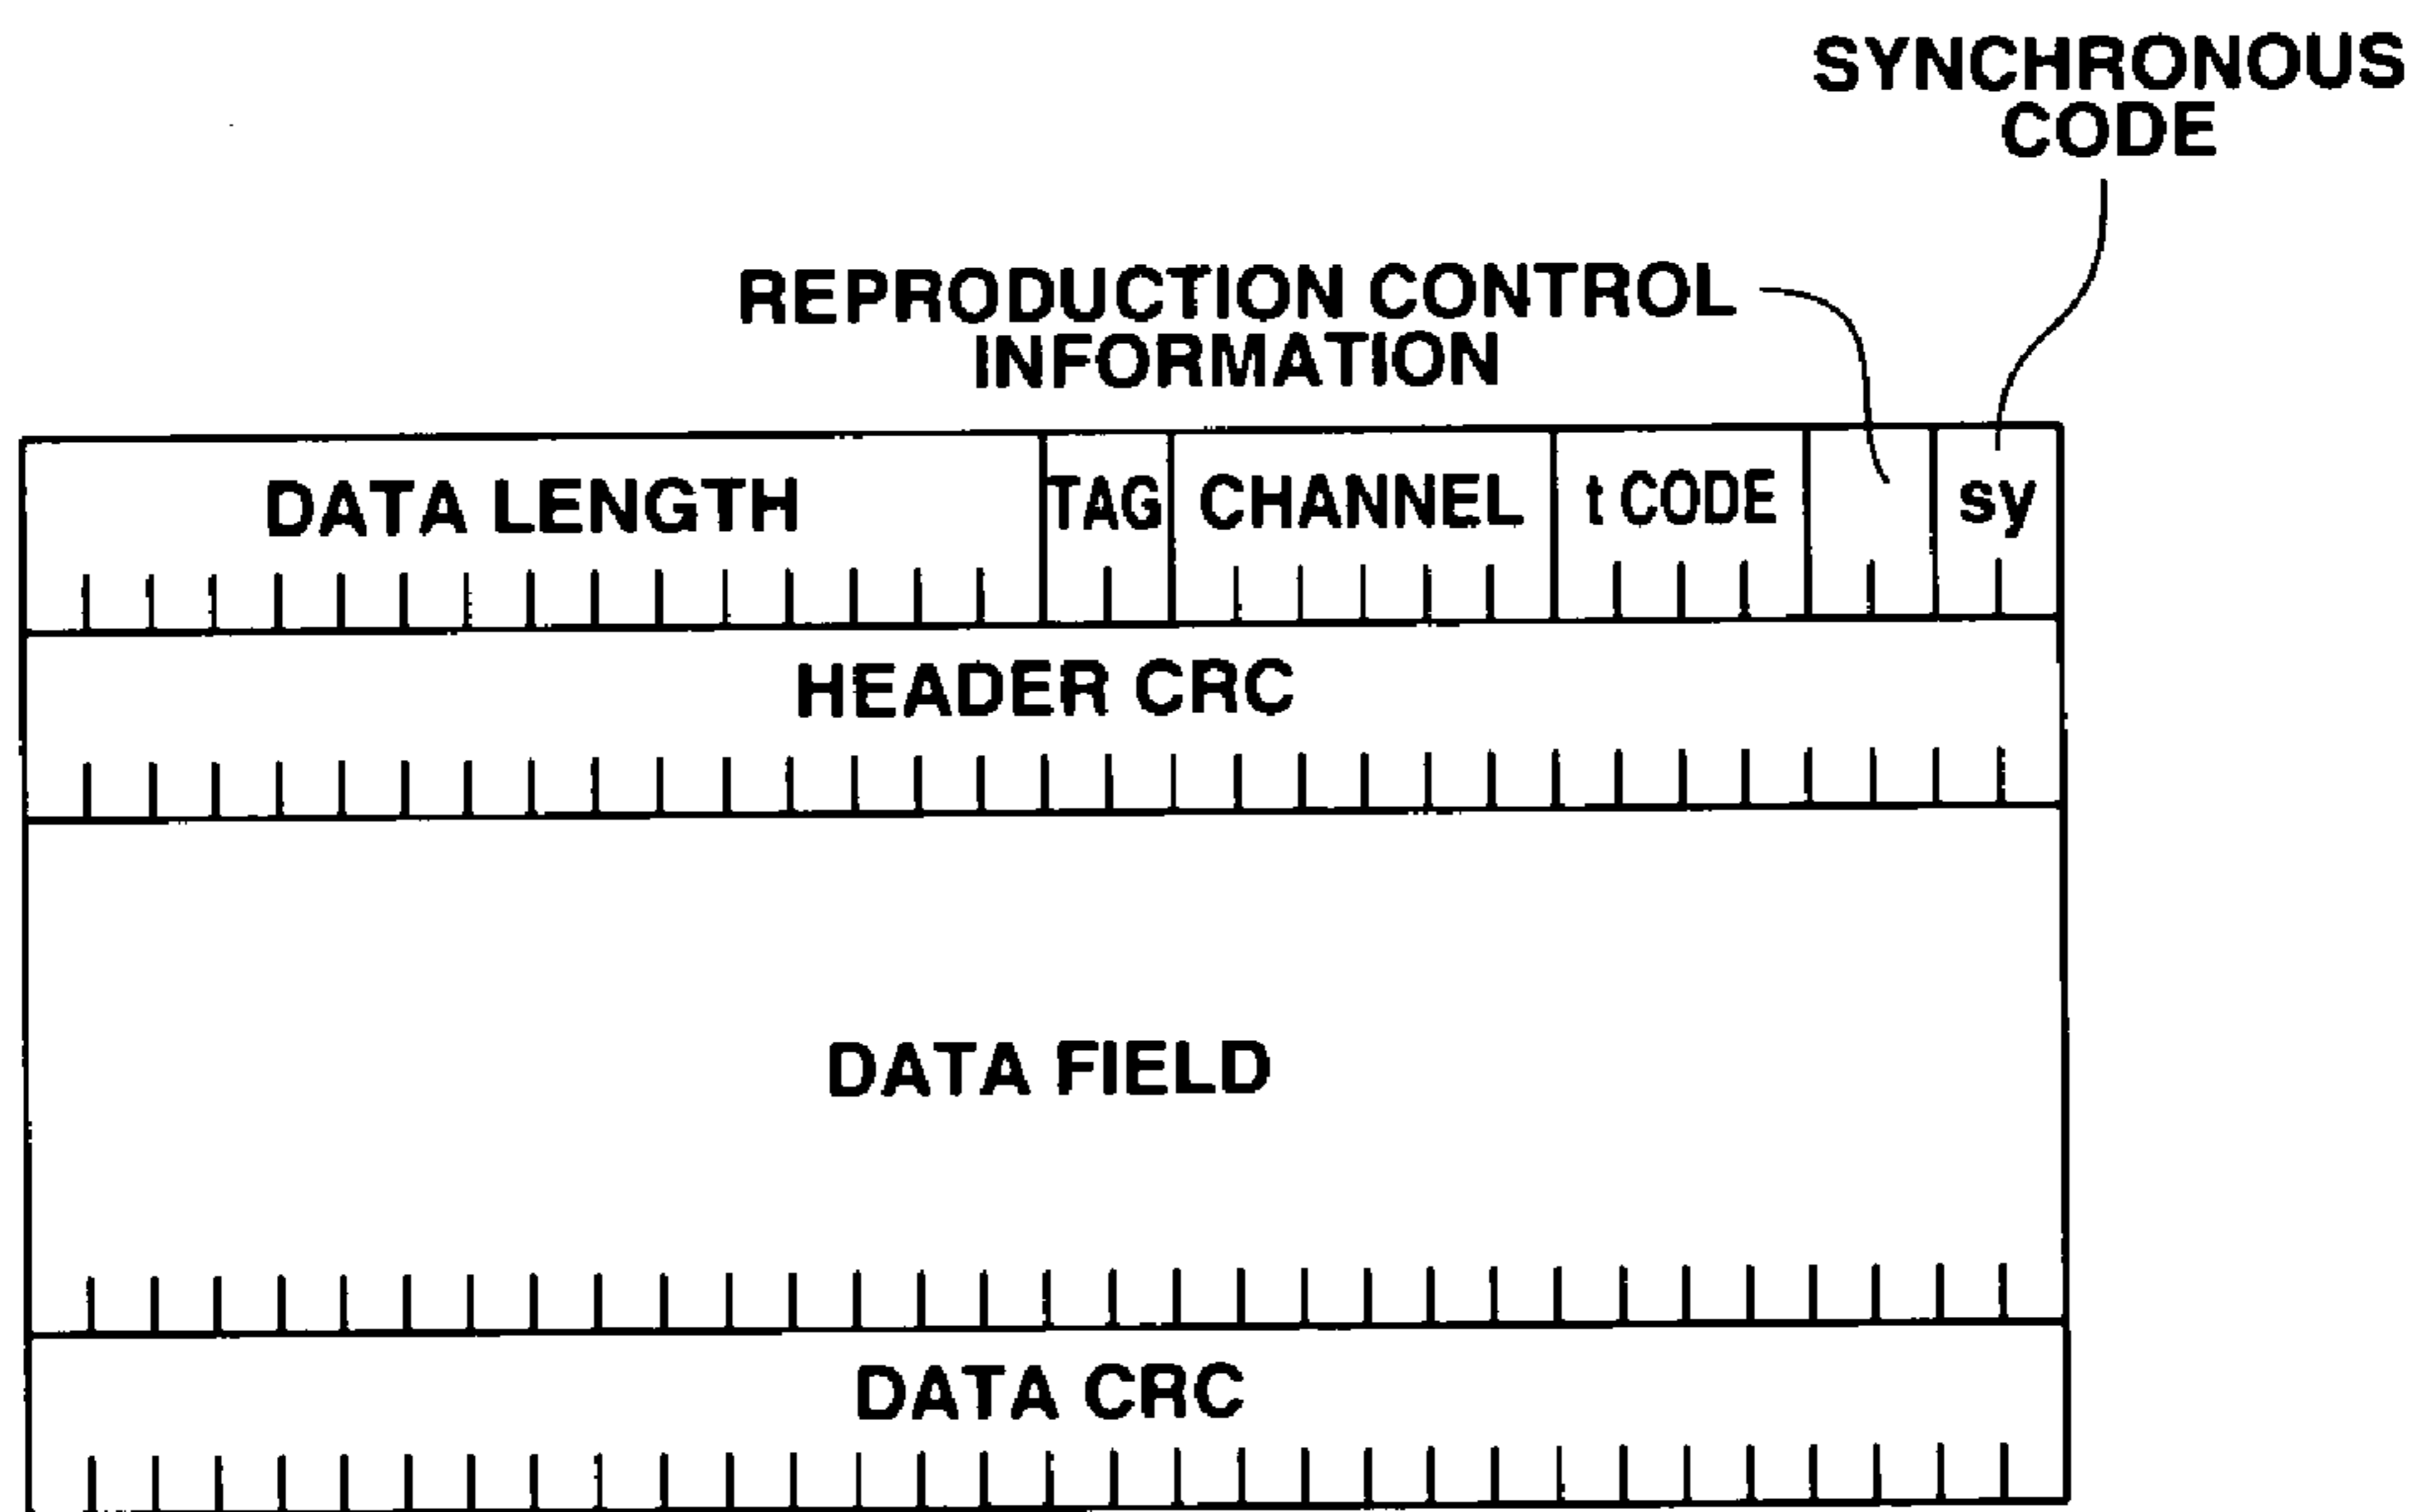 SYNCHRONOUS
CODE
REPRODUCTION CONTROL
INFORMATION
DATA LENGTH TAG CHANNEL t CODE sy
HEADER CRC
DATA FIELD
DATA CRC